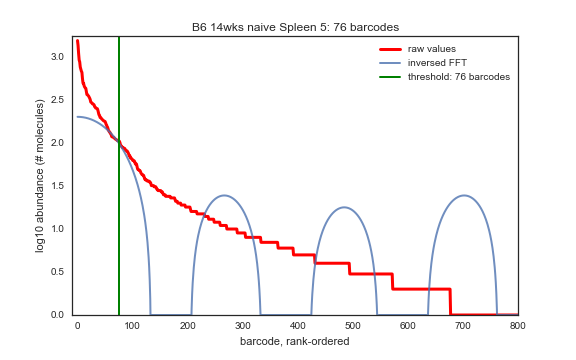 B6 14wks naive Spleen 5: 76 barcodes
raw values
inversed FFT
threshold: 76 barcodes
log10 abundance (# molecules)
3.0
2.5
2.0
1.5
1.0
0.5
0.0
0 100 200 300 400 500 600 700 800
barcode, rank-ordered